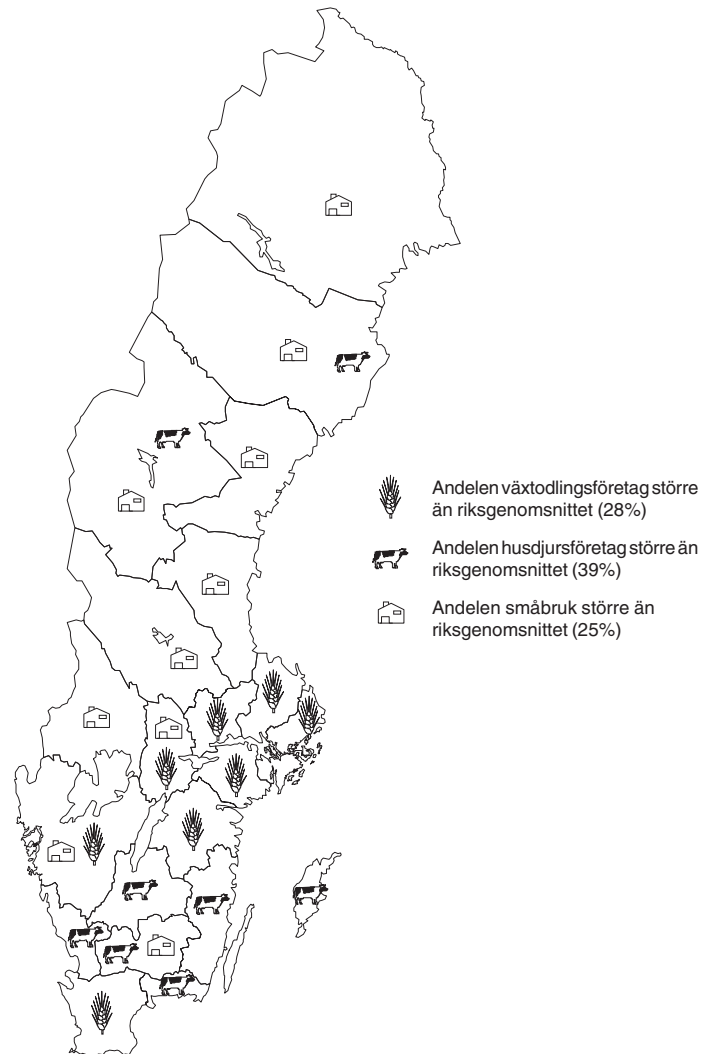 Andelen växtodlingsföretag större
än riksgenomsnittet (28%)
Andelen husdjursföretag större än
riksgenomsnittet (39%)
Andelen småbruk större än
riksgenomsnittet (25%)